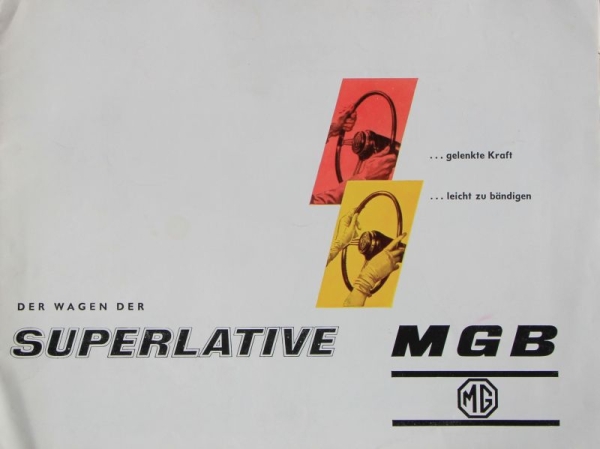 ... gelenkte Kraft
... leicht zu bändigen
DER WAGEN DER
SUPERLATIVE MGB
MG